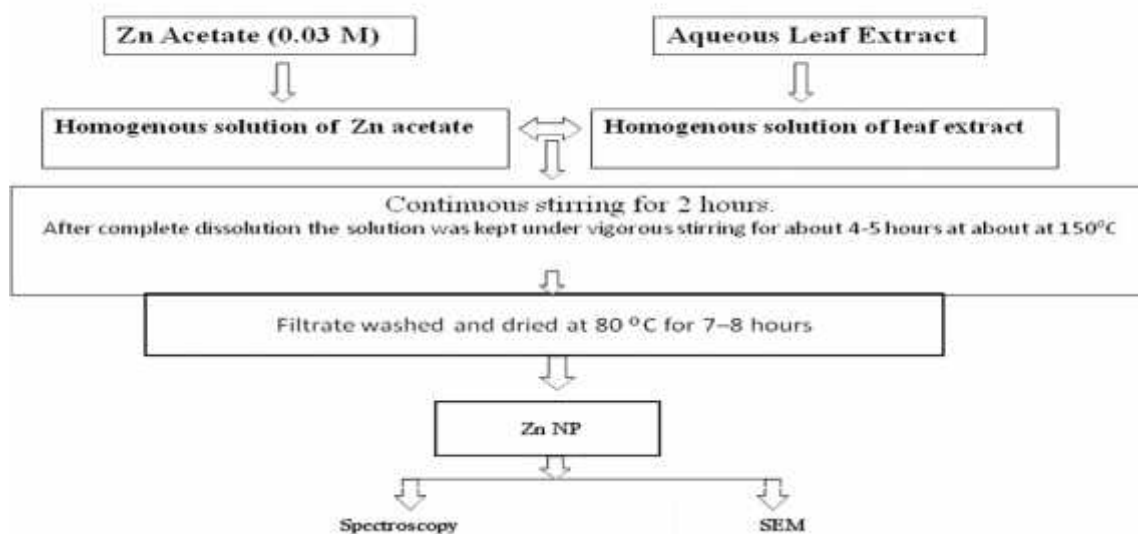 Zn Acetate (0.03 M)
Aqueous Leaf Extract
Homogenous solution of Zn acetate
Homogenous solution of leaf extract
Continuous stirring for 2 hours.
After complete dissolution the solution was kept under vigorous stirring for about 4-5 hours at about at 150⁰C
Filtrate washed and dried at 80 ⁰C for 7–8 hours
Zn NP
Spectroscopy
SEM